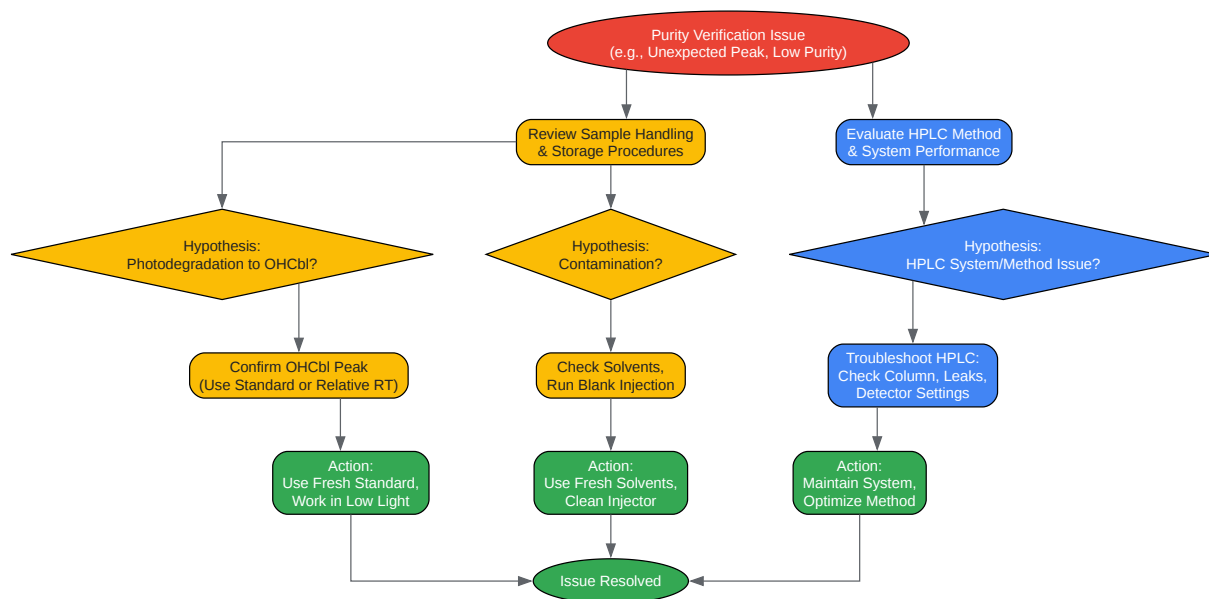 Purity Verification Issue
(e.g., Unexpected Peak, Low Purity)
Review Sample Handling
& Storage Procedures
Evaluate HPLC Method
& System Performance
Hypothesis:
Photodegradation to OHCbl?
Hypothesis:
Contamination?
Hypothesis:
HPLC System/Method Issue?
Confirm OHCbl Peak
(Use Standard or Relative RT)
Check Solvents,
Run Blank Injection
Troubleshoot HPLC:
Check Column, Leaks,
Detector Settings
Action:
Use Fresh Standard,
Work in Low Light
Action:
Use Fresh Solvents,
Clean Injector
Action:
Maintain System,
Optimize Method
Issue Resolved